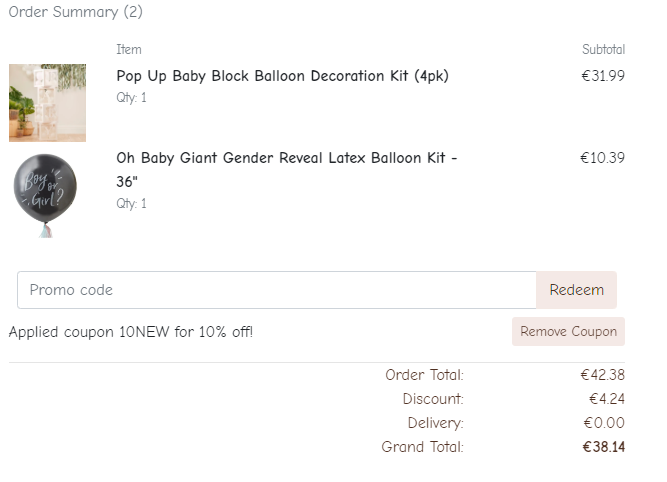 Order Summary (2)
Item Subtotal
Pop Up Baby Block Balloon Decoration Kit (4pk) €31.99
Qty: 1
Oh Baby Giant Gender Reveal Latex Balloon Kit - €10.39
36"
Qty: 1
Boy
or
Girl?
Promo code Redeem
Applied coupon 10NEW for 10% off! Remove Coupon
Order Total: €42.38
Discount: €4.24
Delivery: €0.00
Grand Total: €38.14